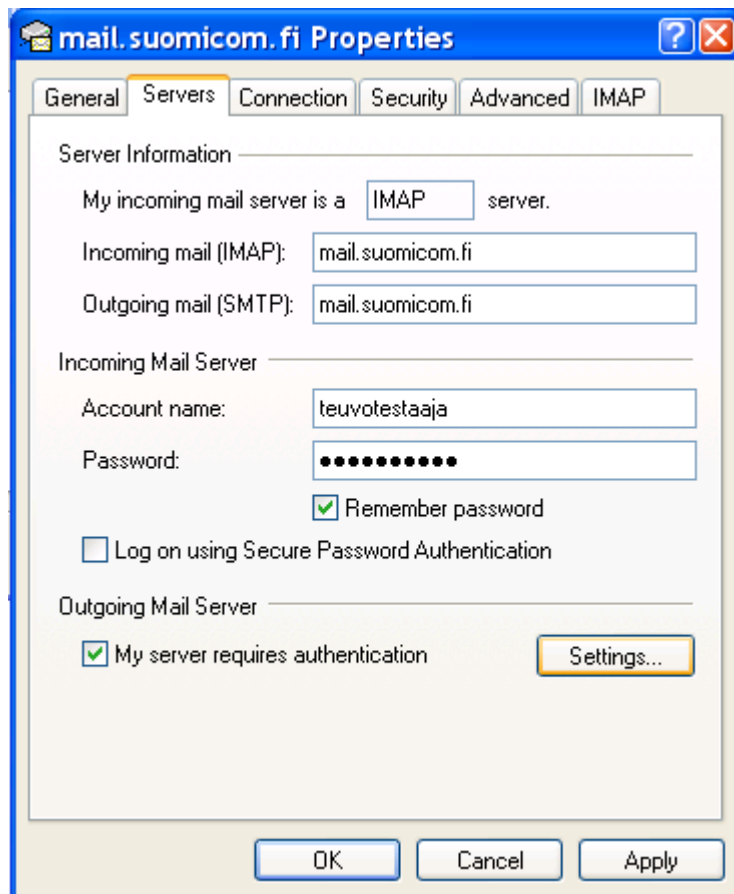 mail.suomicom.fi Properties
General Servers Connection Security Advanced IMAP
Server Information
My incoming mail server is a IMAP server.
Incoming mail (IMAP): mail.suomicom.fi
Outgoing mail (SMTP): mail.suomicom.fi
Incoming Mail Server
Account name: teuvotestaaja
Password: ●●●●●●●●●●
Remember password
Log on using Secure Password Authentication
Outgoing Mail Server
My server requires authentication Settings...
OK Cancel Apply